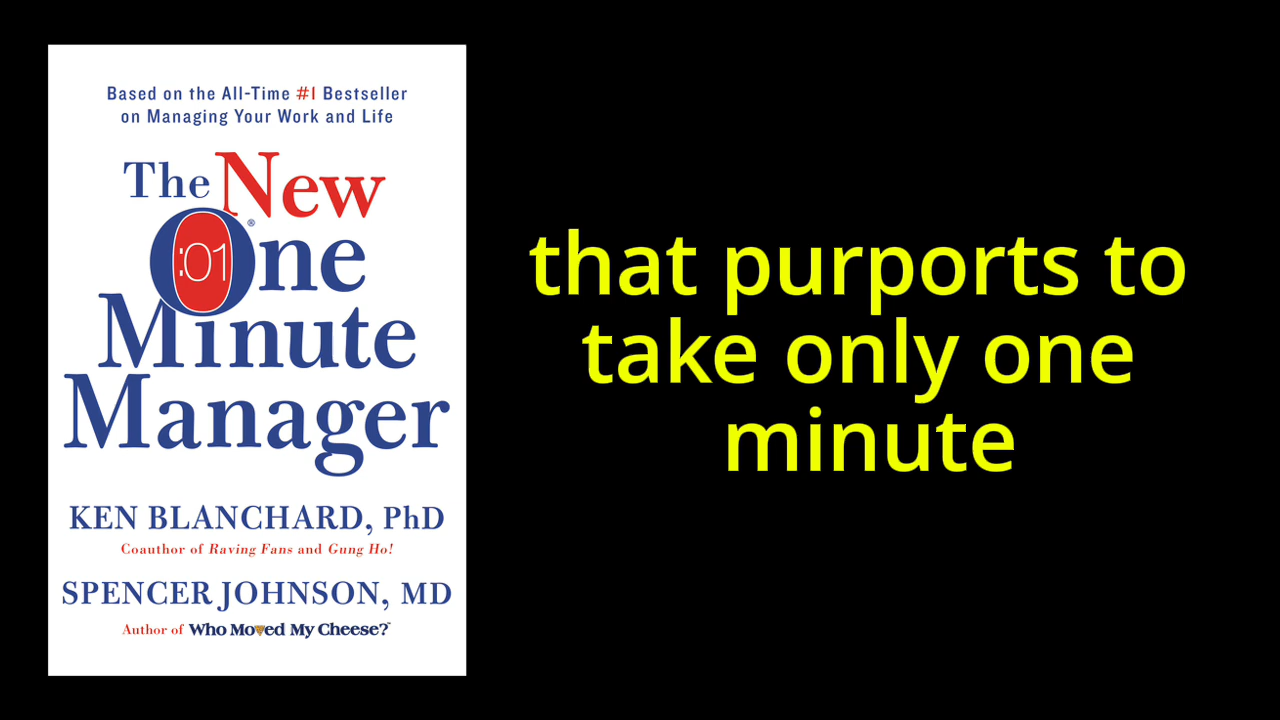 Based on the All-Time #1 Bestseller
on Managing Your Work and Life
The New
:01
One ®
Minute
Manager
KEN BLANCHARD, PhD
Coauthor of Raving Fans and Gung Ho!
SPENCER JOHNSON, MD
Author of Who Moved My Cheese?
that purports to
take only one
minute